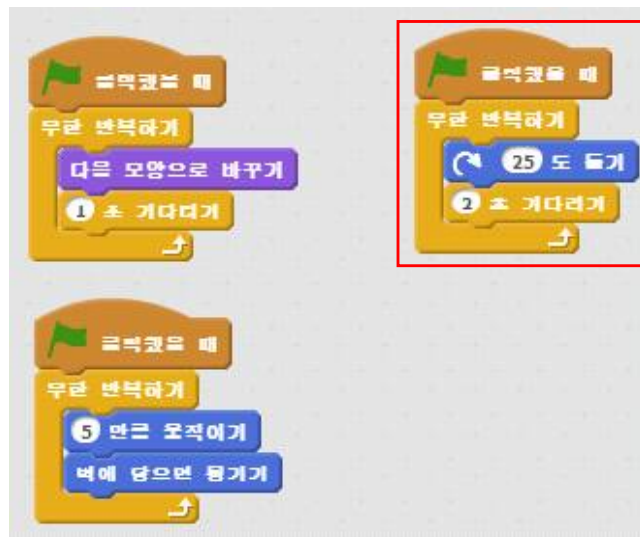 클릭했을 때
무한 반복하기
다음 모양으로 바꾸기
1 초 기다리기
클릭했을 때
무한 반복하기
25 도 돌기
2 초 기다리기
클릭했을 때
무한 반복하기
5 만큼 움직이기
벽에 닿으면 튕기기